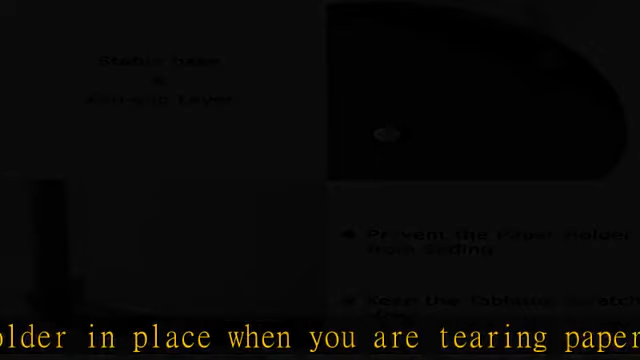 Stable base
&
Non-slip Layer
Prevent the Paper Holder
from Sliding
Keep the Tabletop Scratch
older in place when you are tearing paper